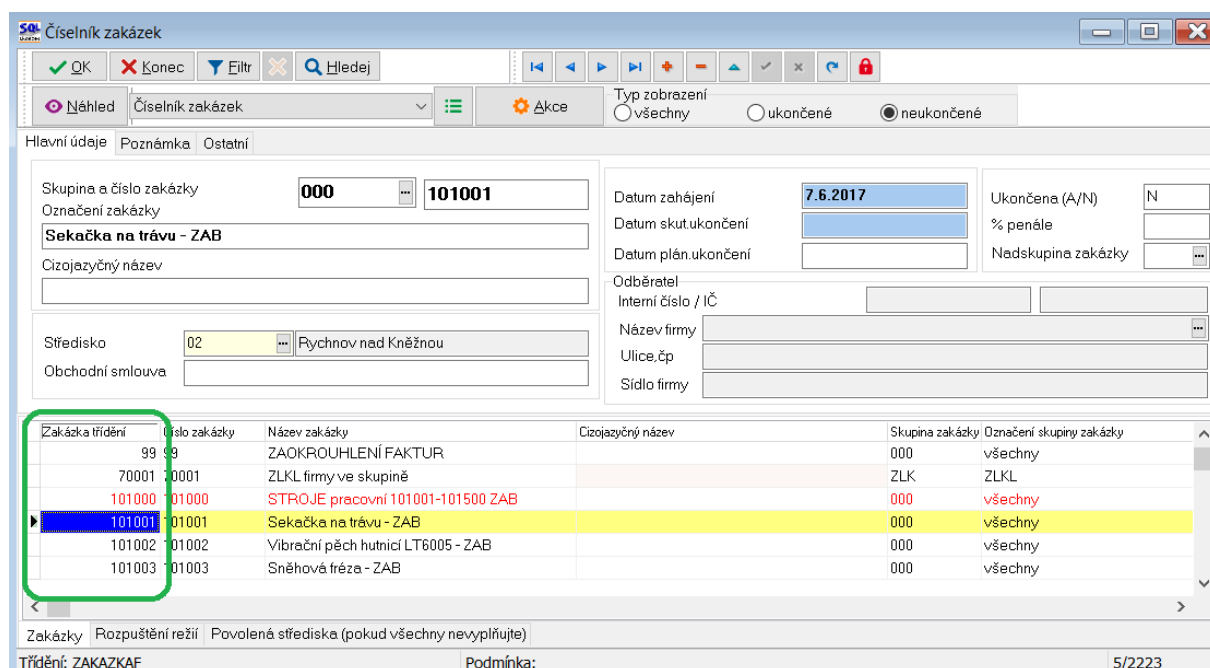 SQL Číselník zakázek
OK Konec Filtr Hledej
Náhled Číselník zakázek Akce Typ zobrazení všechny ukončené neukončené
Hlavní údaje Poznámka Ostatní
Skupina a číslo zakázky 000 101001
Označení zakázky
Sekačka na trávu - ZAB
Cizojazyčný název
Středisko 02 Rychnov nad Kněžnou
Obchodní smlouva
Datum zahájení 7.6.2017
Datum skut.ukončení
Datum plán.ukončení
Ukončena (A/N) N
% penále
Nadskupina zakázky
Odběratel
Interní číslo / IČ
Název firmy
Ulice,čp
Sídlo firmy
Zakázka třídění Číslo zakázky Název zakázky Cizojazyčný název Skupina zakázky Označení skupiny zakázky
99 99 ZAOKROUHLENÍ FAKTUR 000 všechny
70001 70001 ZLKL firmy ve skupině ZLK ZLKL
101000 101000 STROJE pracovní 101001-101500 ZAB 000 všechny
101001 101001 Sekačka na trávu - ZAB 000 všechny
101002 101002 Vibrační pěch hutnicí LT6005 - ZAB 000 všechny
101003 101003 Sněhová fréza - ZAB 000 všechny
Zakázky Rozpuštění režií Povolená střediska (pokud všechny nevyplňujte)
Třídění: ZAKAZKAF Podmínka: 5/2223